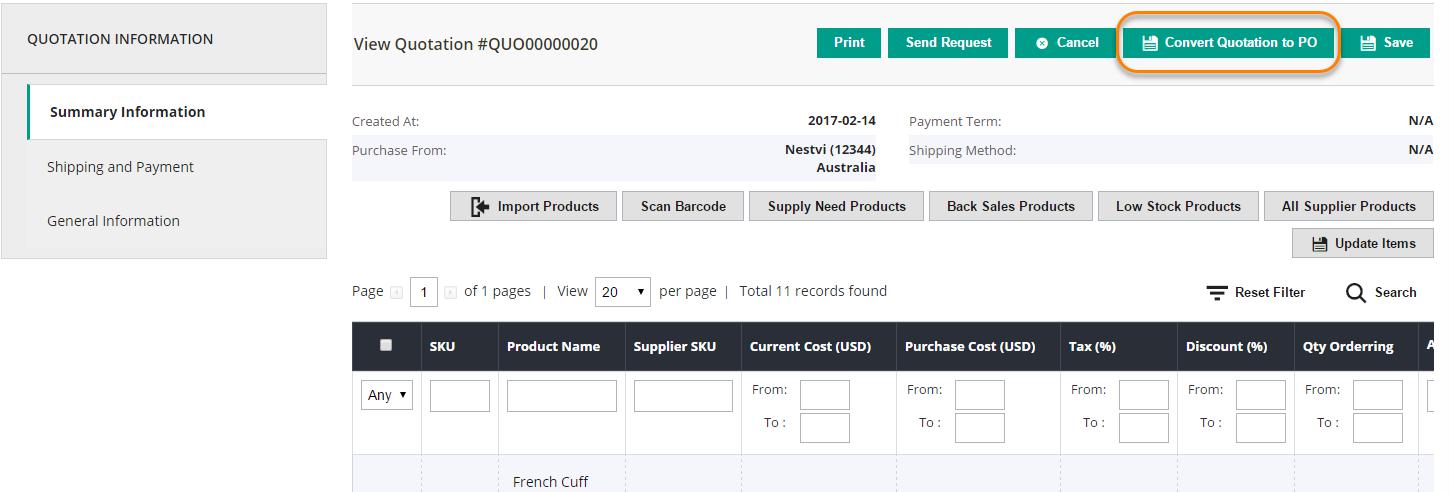 QUOTATION INFORMATION
Summary Information
Shipping and Payment
General Information
View Quotation #QUO00000020
Print Send Request Cancel Convert Quotation to PO Save
Created At: 2017-02-14 Payment Term: N/A
Purchase From: Nestvi (12344) Shipping Method: N/A
Australia
Import Products Scan Barcode Supply Need Products Back Sales Products Low Stock Products All Supplier Products
Update Items
Page 1 of 1 pages | View 20 per page | Total 11 records found Reset Filter Search
SKU Product Name Supplier SKU Current Cost (USD) Purchase Cost (USD) Tax (%) Discount (%) Qty Orderring
Any From: From: From: From: From:
To : To : To : To : To :
French Cuff